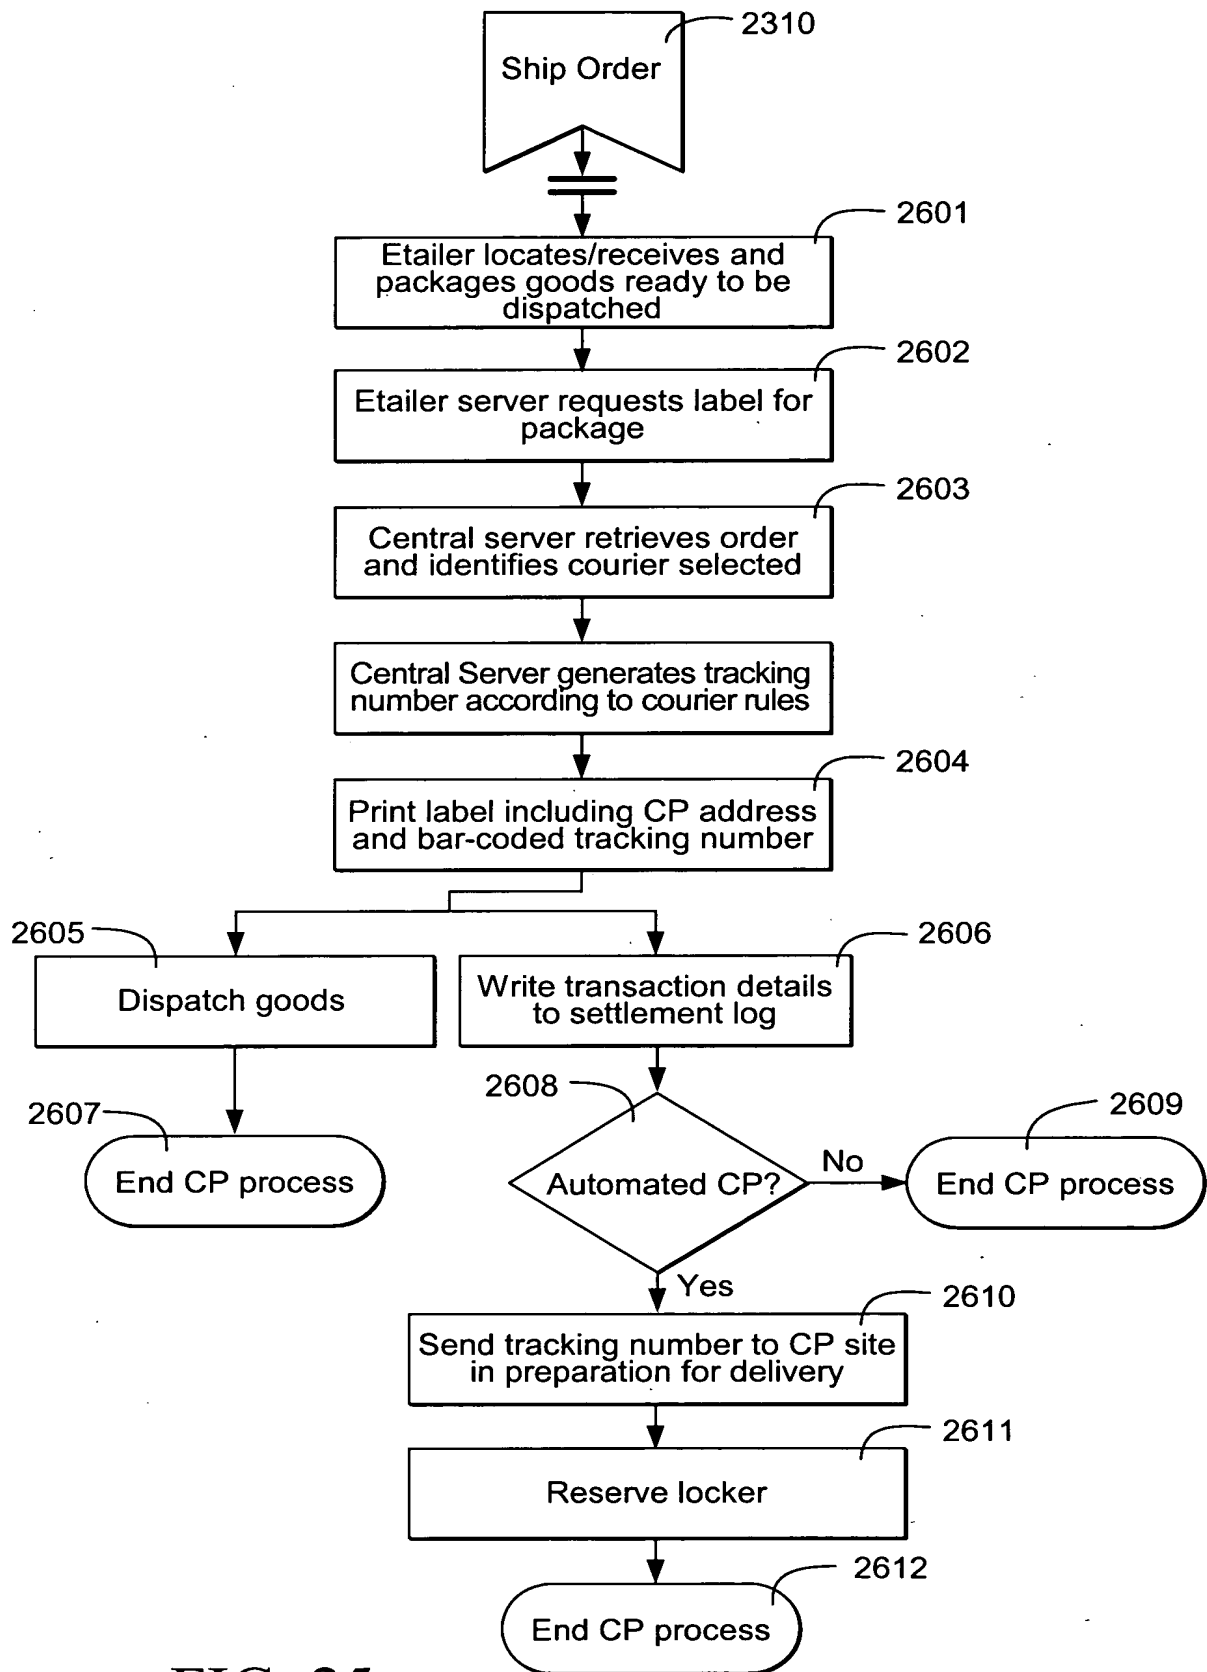 2310
Ship Order
2601
Etailer locates/receives and
packages goods ready to be
dispatched
2602
Etailer server requests label for
package
2603
Central server retrieves order
and identifies courier selected
Central Server generates tracking
number according to courier rules
2604
Print label including CP address
and bar-coded tracking number
2605
Dispatch goods
2606
Write transaction details
to settlement log
2607
End CP process
2608
Automated CP?
No
2609
End CP process
Yes
2610
Send tracking number to CP site
in preparation for delivery
2611
Reserve locker
2612
End CP process